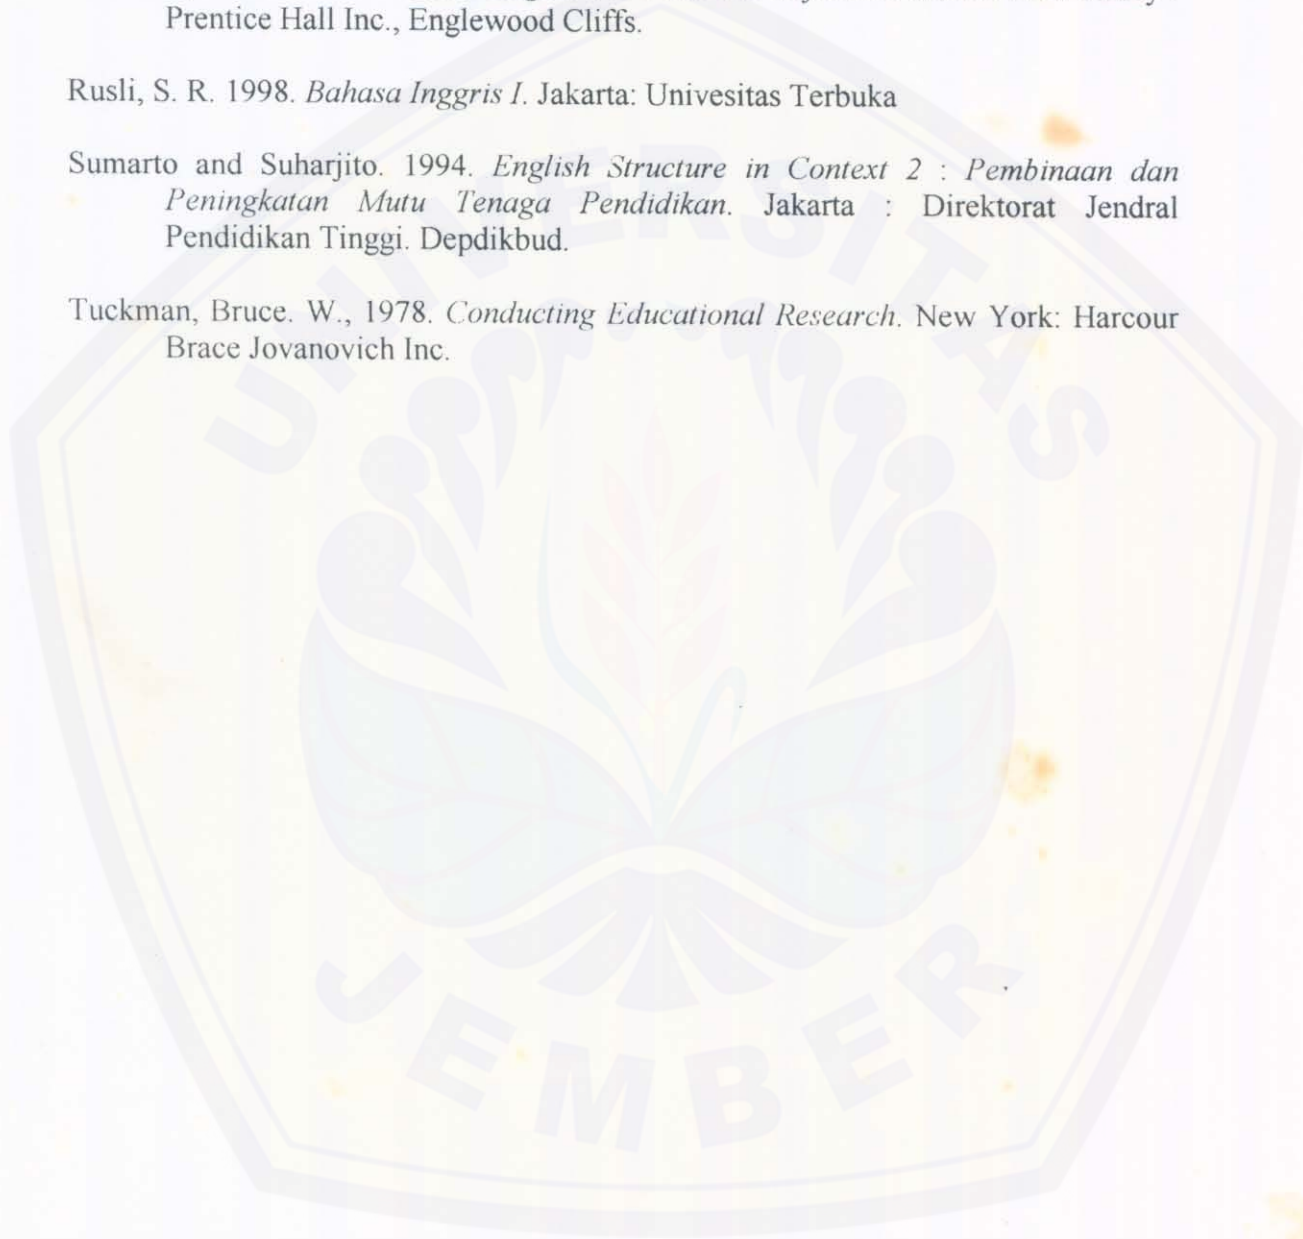 Prentice Hall Inc., Englewood Cliffs.
Rusli, S. R. 1998. Bahasa Inggris I. Jakarta: Univesitas Terbuka
Sumarto and Suharjito. 1994. English Structure in Context 2 : Pembinaan dan
Peningkatan Mutu Tenaga Pendidikan. Jakarta : Direktorat Jendral
Pendidikan Tinggi. Depdikbud.
Tuckman, Bruce. W., 1978. Conducting Educational Research. New York: Harcour
Brace Jovanovich Inc.
UNIVERSITAS
JEMBER